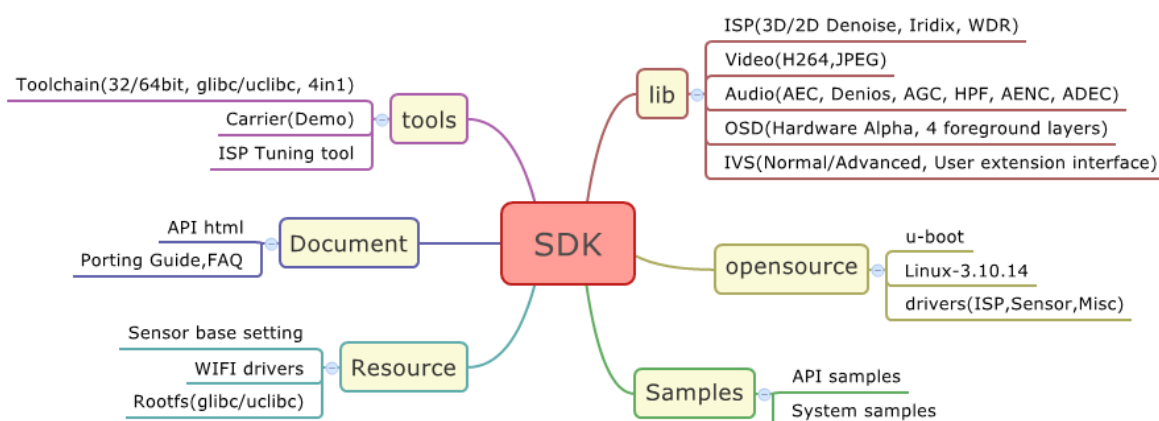 SDK
tools
Toolchain(32/64bit, glibc/uclibc, 4in1)
Carrier(Demo)
ISP Tuning tool
Document
API html
Porting Guide,FAQ
Resource
Sensor base setting
WIFI drivers
Rootfs(glibc/uclibc)
lib
ISP(3D/2D Denoise, Iridix, WDR)
Video(H264,JPEG)
Audio(AEC, Denios, AGC, HPF, AENC, ADEC)
OSD(Hardware Alpha, 4 foreground layers)
IVS(Normal/Advanced, User extension interface)
opensource
u-boot
Linux-3.10.14
drivers(ISP,Sensor,Misc)
Samples
API samples
System samples